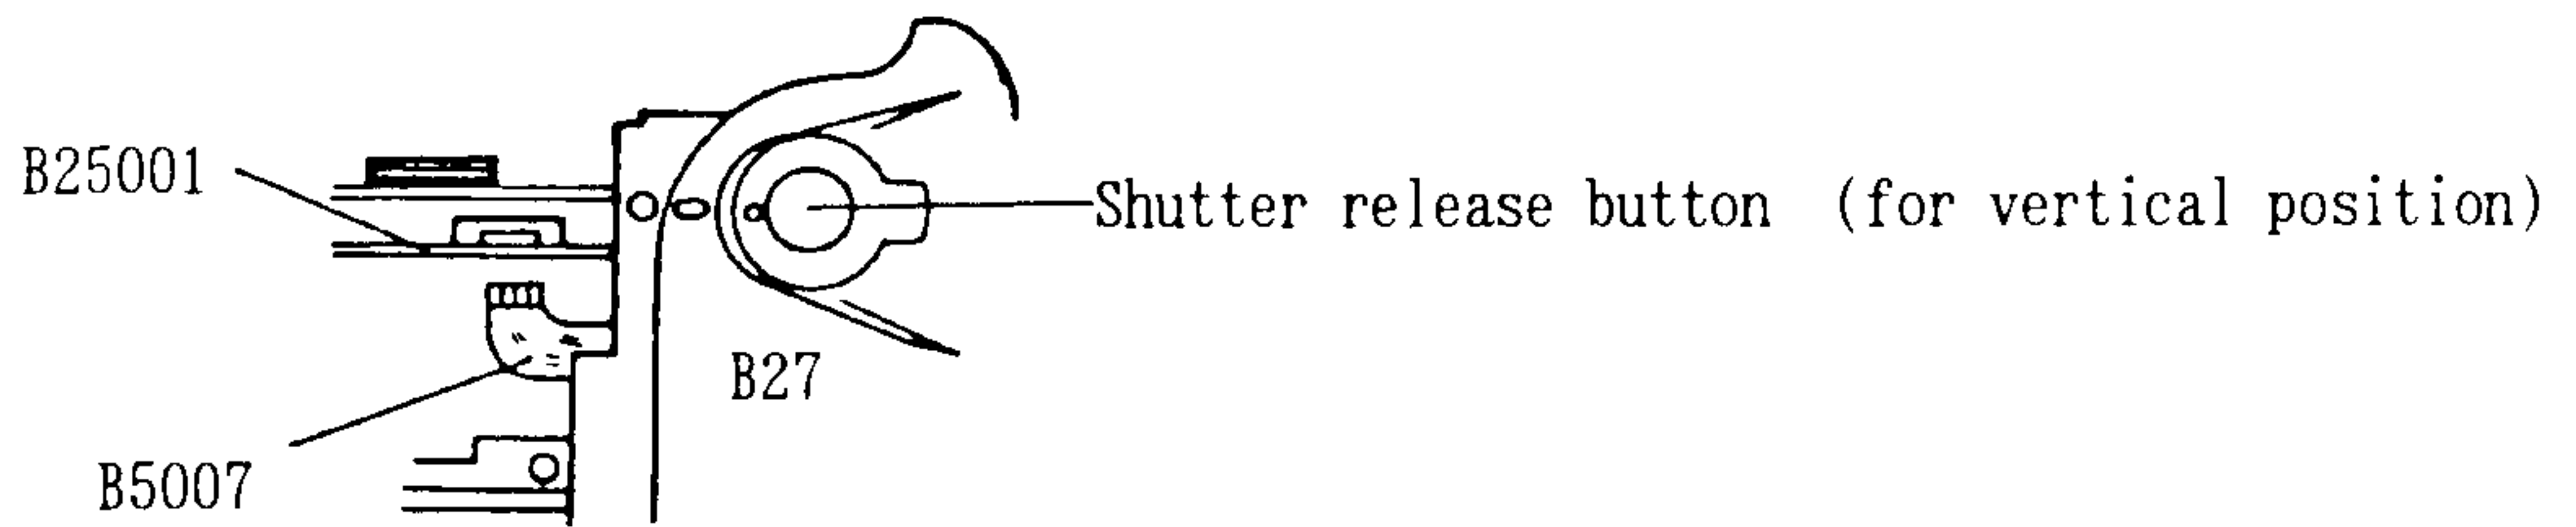 B25001
Shutter release button (for vertical position)
B27
B5007